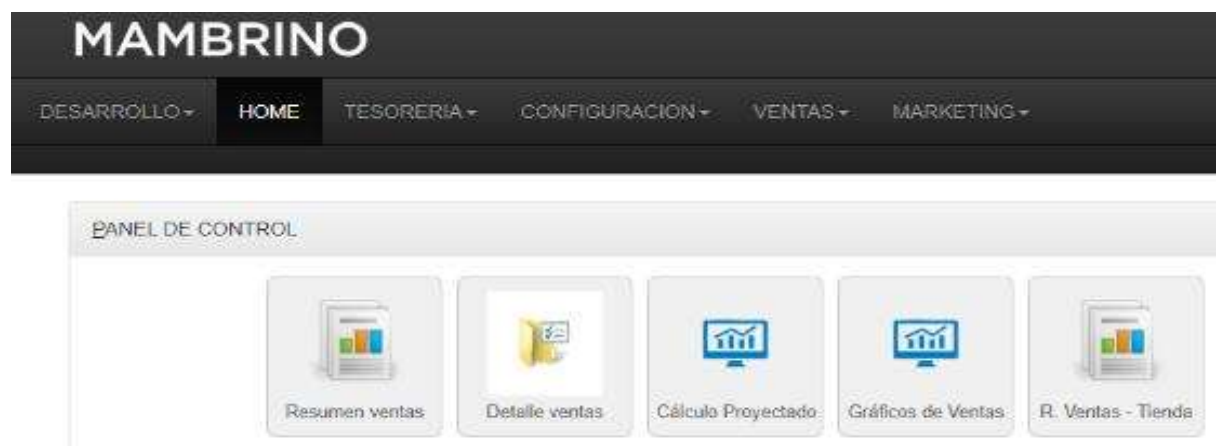 MAMBRINO
DESARROLLO HOME TESORERIA CONFIGURACION VENTAS MARKETING
PANEL DE CONTROL
Resumen ventas Detalle ventas Cálculo Proyectado Gráficos de Ventas R. Ventas - Tienda